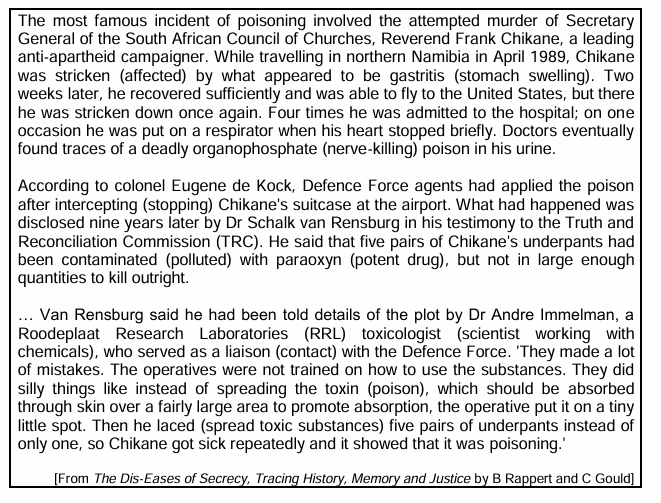 The most famous incident of poisoning involved the attempted murder of Secretary
General of the South African Council of Churches, Reverend Frank Chikane, a leading
anti-apartheid campaigner. While travelling in northern Namibia in April 1989, Chikane
was stricken (affected) by what appeared to be gastritis (stomach swelling). Two
weeks later, he recovered sufficiently and was able to fly to the United States, but there
he was stricken down once again. Four times he was admitted to the hospital; on one
occasion he was put on a respirator when his heart stopped briefly. Doctors eventually
found traces of a deadly organophosphate (nerve-killing) poison in his urine.

According to colonel Eugene de Kock, Defence Force agents had applied the poison
after intercepting (stopping) Chikane's suitcase at the airport. What had happened was
disclosed nine years later by Dr Schalk van Rensburg in his testimony to the Truth and
Reconciliation Commission (TRC). He said that five pairs of Chikane's underpants had
been contaminated (polluted) with paraoxyn (potent drug), but not in large enough
quantities to kill outright.

… Van Rensburg said he had been told details of the plot by Dr Andre Immelman, a
Roodeplaat Research Laboratories (RRL) toxicologist (scientist working with
chemicals), who served as a liaison (contact) with the Defence Force. 'They made a lot
of mistakes. The operatives were not trained on how to use the substances. They did
silly things like instead of spreading the toxin (poison), which should be absorbed
through skin over a fairly large area to promote absorption, the operative put it on a tiny
little spot. Then he laced (spread toxic substances) five pairs of underpants instead of
only one, so Chikane got sick repeatedly and it showed that it was poisoning.'

[From The Dis-Eases of Secrecy, Tracing History, Memory and Justice by B Rappert and C Gould]